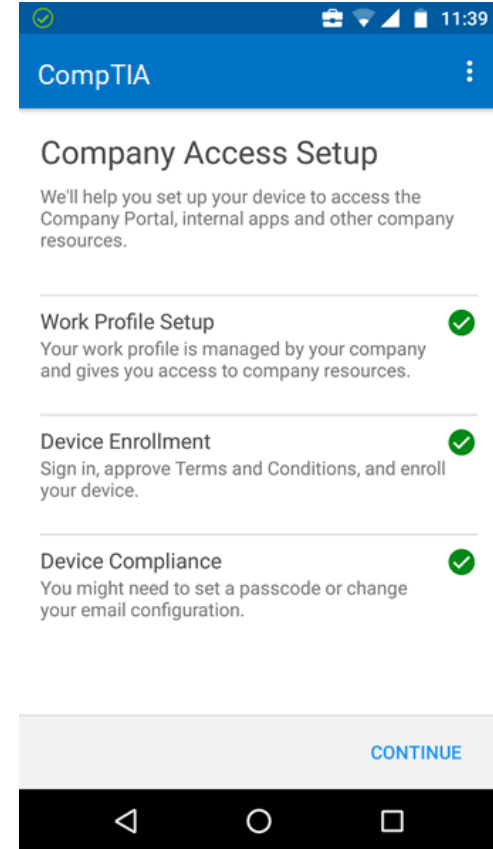 11:39
CompTIA
Company Access Setup
We'll help you set up your device to access the
Company Portal, internal apps and other company
resources.
Work Profile Setup
Your work profile is managed by your company
and gives you access to company resources.
Device Enrollment
Sign in, approve Terms and Conditions, and enroll
your device.
Device Compliance
You might need to set a passcode or change
your email configuration.
CONTINUE